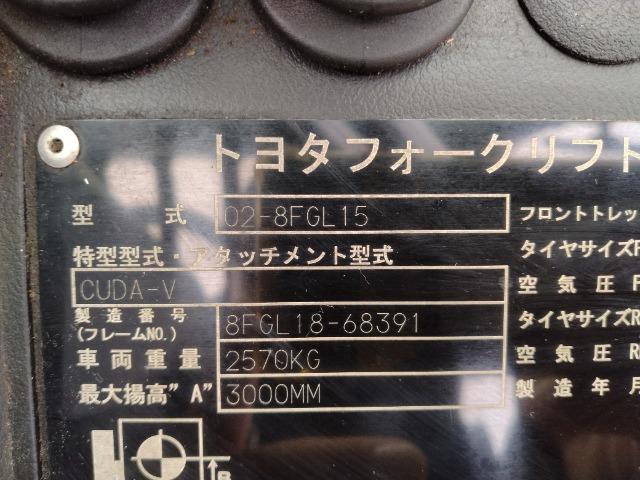 トヨタフォークリフト
型 式 02-8FGL15 フロントトレッ
特型型式・アタッチメント型式 タイヤサイズF
CUDA-V 空気圧 F
製造番号 8FGL18-68391 タイヤサイズR
(フレームNO.)
車両重量 2570KG 空気圧 R
最大揚高"A" 3000MM 製造年月
B